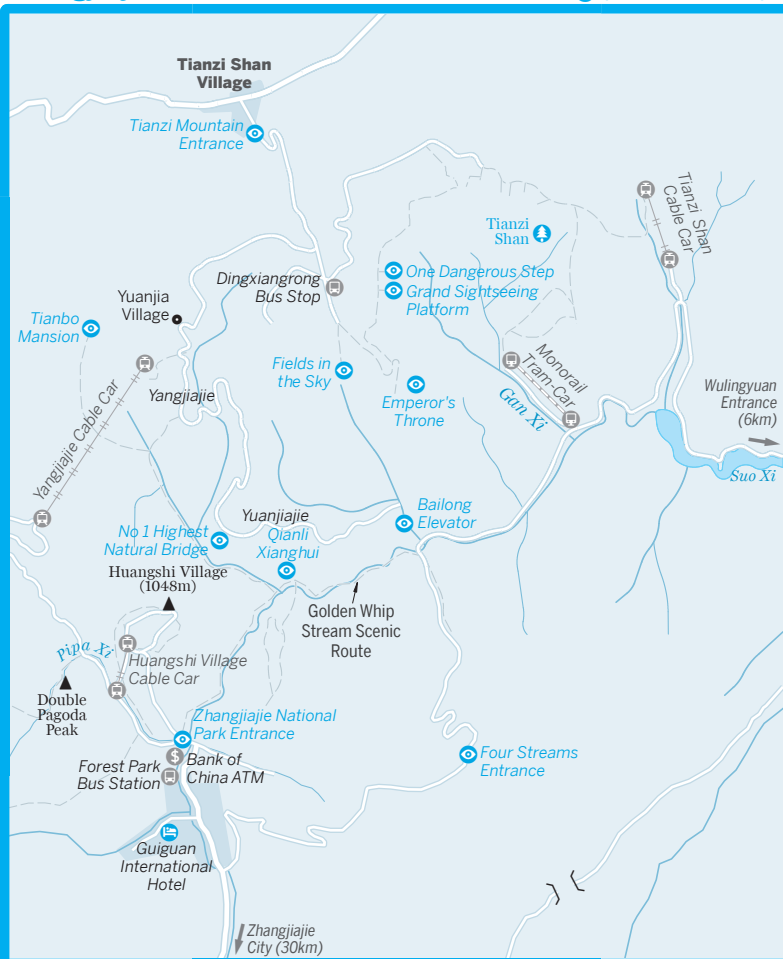 Tianzi Shan
Village
Tianzi Mountain
Entrance
Tianzi Shan
Cable Car
Tianzi
Shan
Dingxiangrong
Bus Stop
One Dangerous Step
Grand Sightseeing
Platform
Yuanjia
Village
Tianbo
Mansion
Fields in
the Sky
Monorail
Tram-Car
Yangjiajie
Emperor's
Throne
Gan Xi
Wulingyuan
Entrance
(6km)
Yangjiajie Cable Car
Suo Xi
Bailong
Elevator
Yuanjiajie
No 1 Highest
Natural Bridge
Qianli
Xianghui
Huangshi Village
(1048m)
Golden Whip
Stream Scenic
Route
Pipa Xi
Huangshi Village
Cable Car
Double
Pagoda
Peak
Zhangjiajie National
Park Entrance
Four Streams
Entrance
$
Bank of
China ATM
Forest Park
Bus Station
Guiguan
International
Hotel
Zhangjiajie
City (30km)